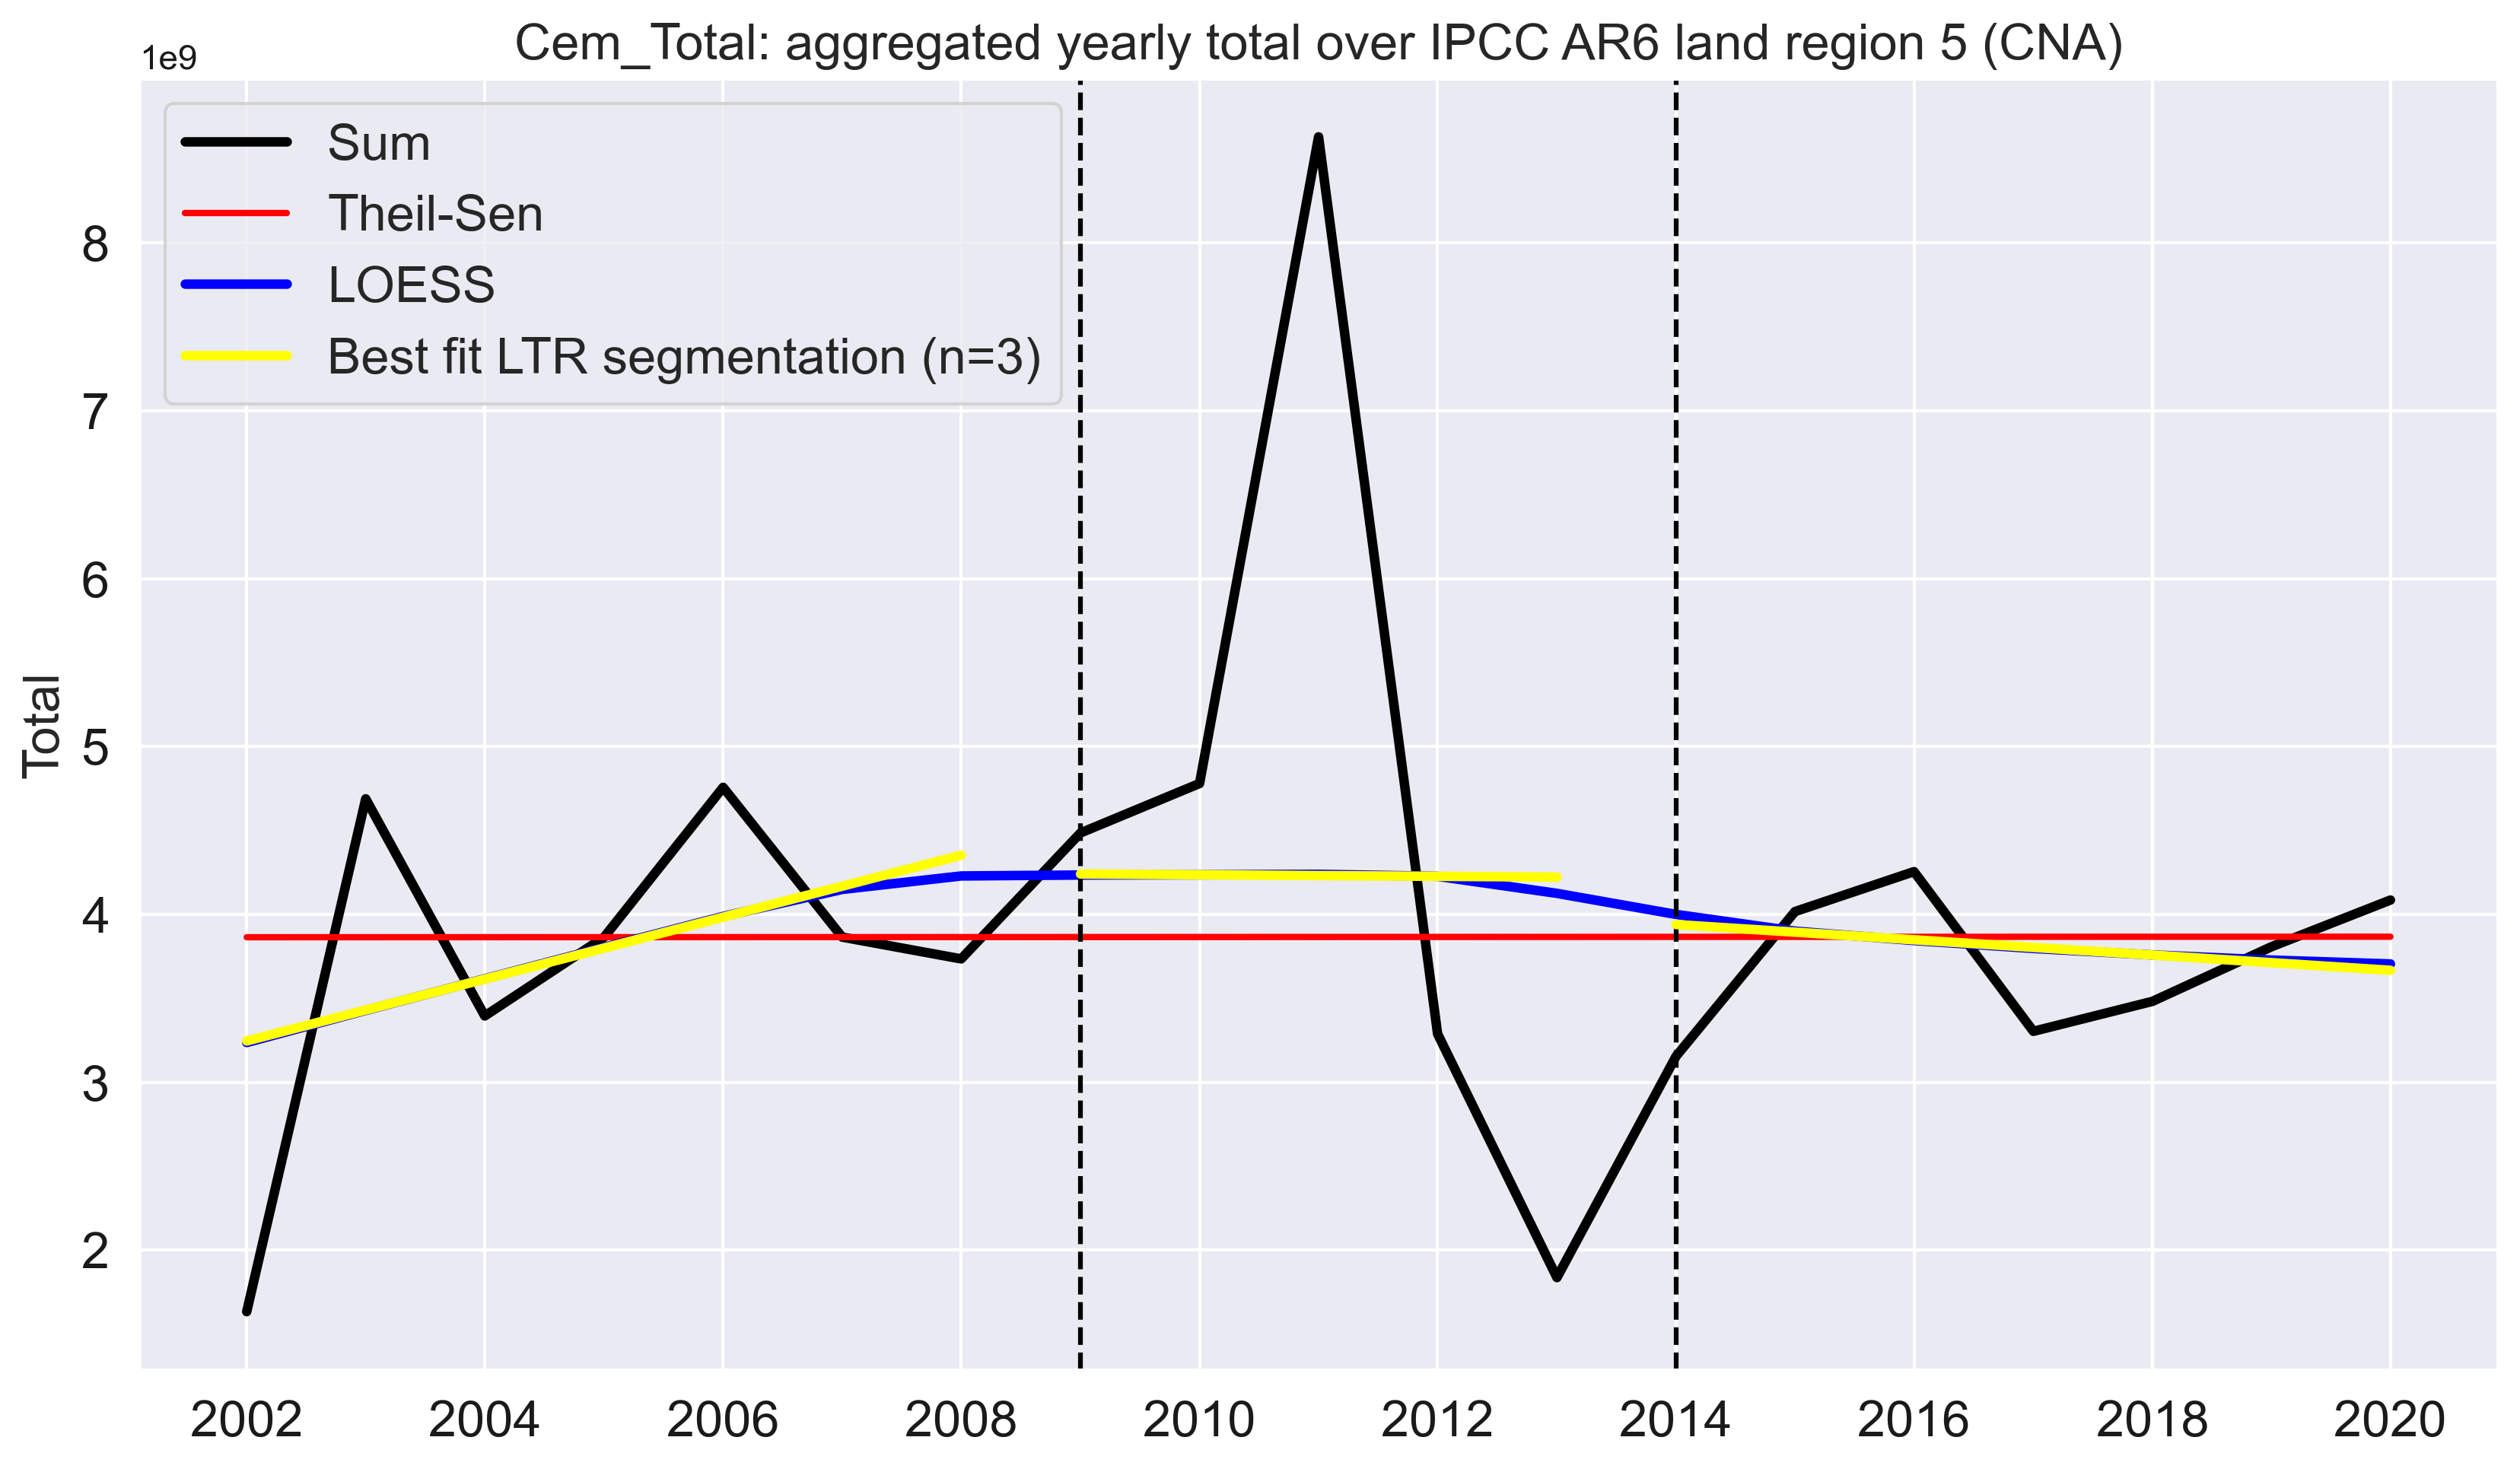 Cem_Total: aggregated yearly total over IPCC AR6 land region 5 (CNA)
1e9
Sum
Theil-Sen
LOESS
Best fit LTR segmentation (n=3)
8
7
6
5
4
3
2
Total
2002 2004 2006 2008 2010 2012 2014 2016 2018 2020